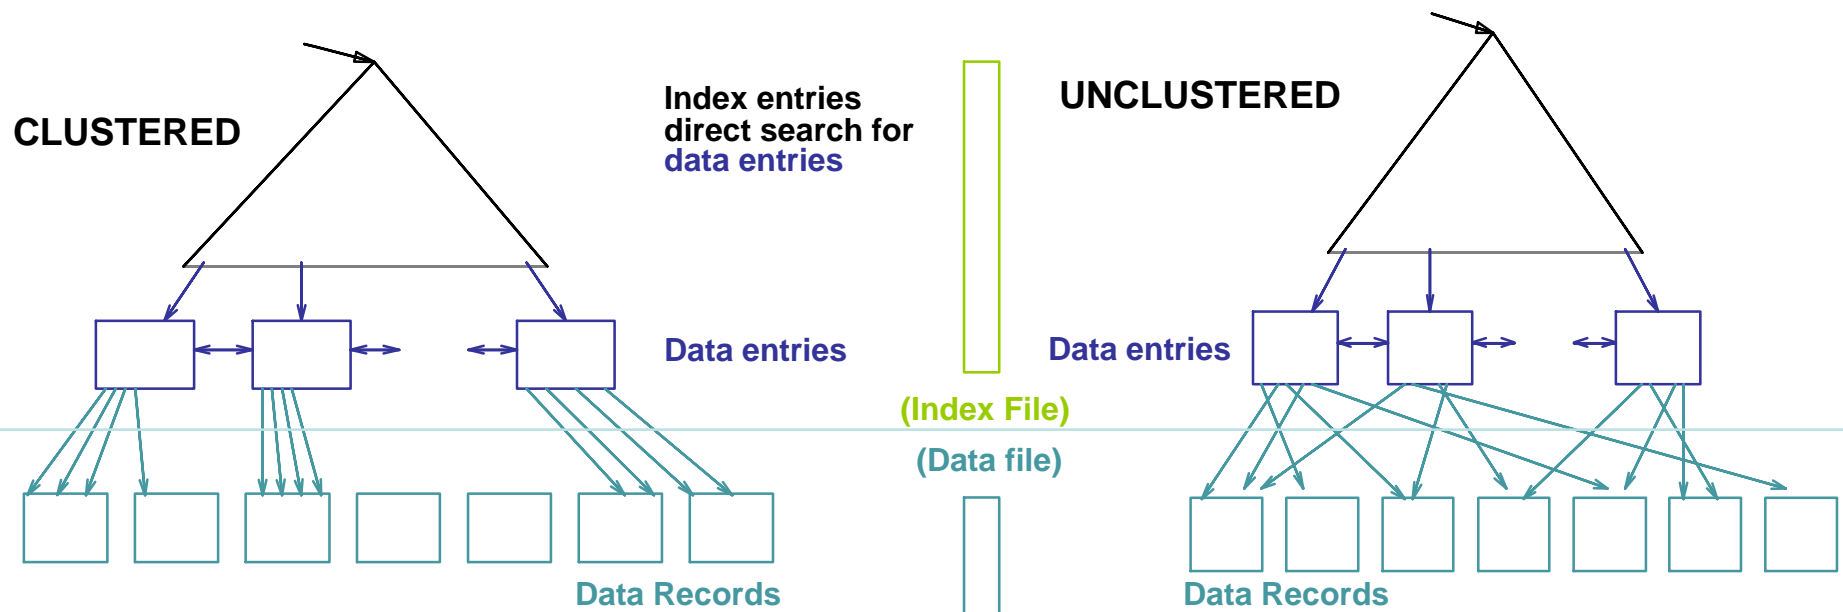 CLUSTERED
Index entries
direct search for
data entries
UNCLUSTERED
Data entries
Data entries
(Index File)
(Data file)
Data Records
Data Records